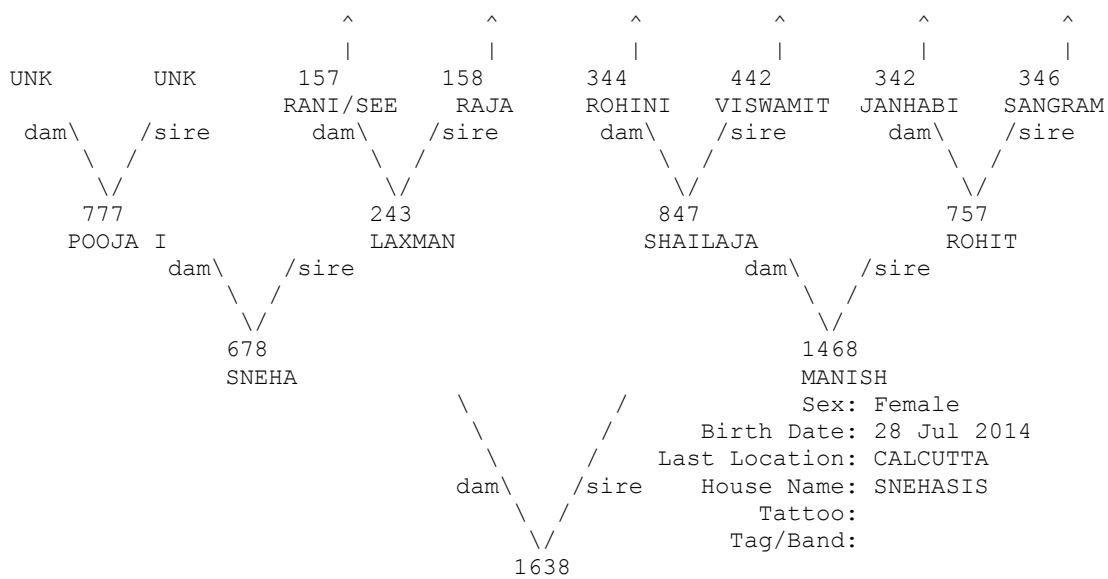 ^ ^ ^ ^ ^ ^
| | | | | |
UNK UNK 157 158 344 442 342 346
RANI/SEE RAJA ROHINI VISWAMIT JANHABI SANGRAM
dam\ /sire dam\ /sire dam\ /sire dam\ /sire
\ / \ / \ / \ /
\/ \/ \/ \/
777 243 847 757
POOJA I LAXMAN SHAILAJA ROHIT
dam\ /sire dam\ /sire
\ / \ /
\/ \/
678 1468
SNEHA MANISH
\ / Sex: Female
\ / Birth Date: 28 Jul 2014
\ / Last Location: CALCUTTA
dam\ /sire House Name: SNEHASIS
\ / Tattoo:
\/ Tag/Band:
1638